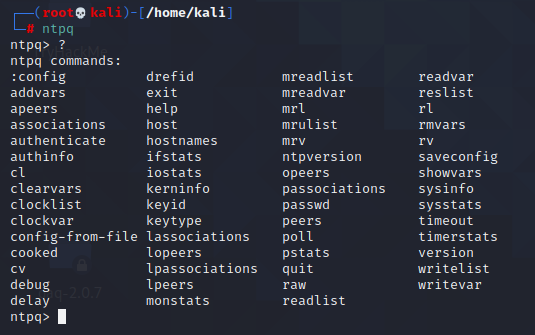 ┌──(root💀kali)-[/home/kali]
└─# ntpq
ntpq> ?
ntpq commands:
:config drefid mreadlist readvar
addvars exit mreadvar reslist
apeers help mrl rl
associations host mrulist rmvars
authenticate hostnames mrv rv
authinfo ifstats ntpversion saveconfig
cl iostats opeers showvars
clearvars kerninfo passociations sysinfo
clocklist keyid passwd sysstats
clockvar keytype peers timeout
config-from-file lassociations poll timerstats
cooked lopeers pstats version
cv lpassociations quit writelist
debug lpeers raw writevar
delay monstats readlist
ntpq>